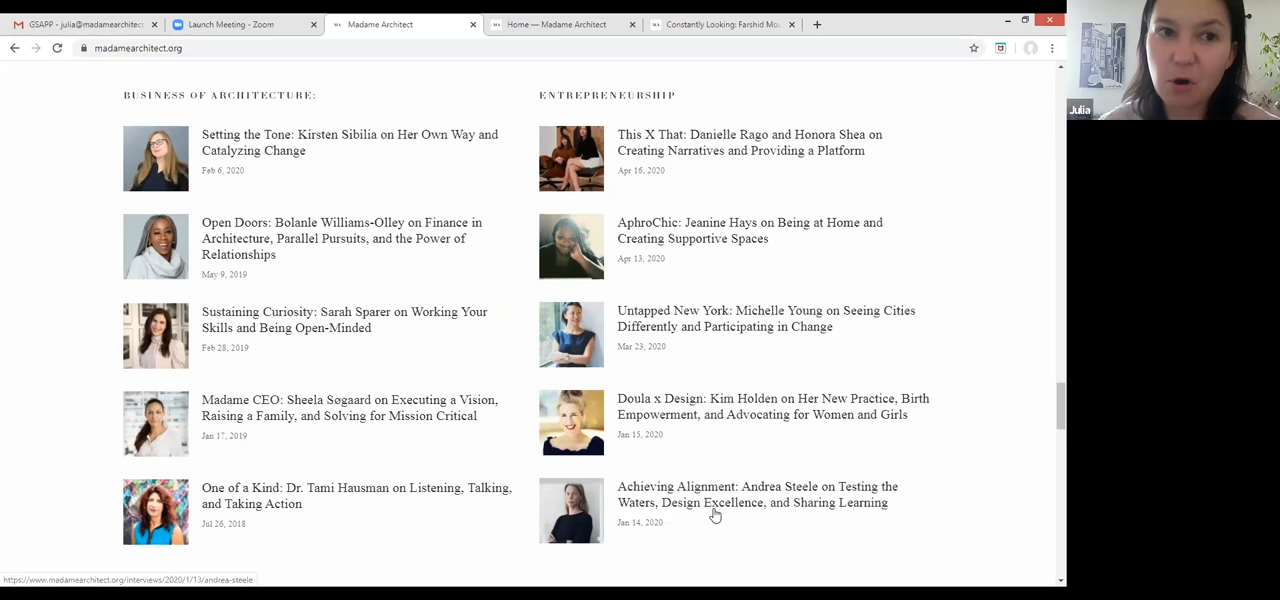 GSAPP - julia@madamearchitect
Launch Meeting - Zoom
Madame Architect
MA
Home — Madame Architect
MA
Constantly Looking: Farshid Mou
madamearchitect.org
Julia
BUSINESS OF ARCHITECTURE:
Setting the Tone: Kirsten Sibilia on Her Own Way and
Catalyzing Change
Feb 6, 2020
Open Doors: Bolanle Williams-Olley on Finance in
Architecture, Parallel Pursuits, and the Power of
Relationships
May 9, 2019
Sustaining Curiosity: Sarah Sparer on Working Your
Skills and Being Open-Minded
Feb 28, 2019
Madame CEO: Sheela Søgaard on Executing a Vision,
Raising a Family, and Solving for Mission Critical
Jan 17, 2019
One of a Kind: Dr. Tami Hausman on Listening, Talking,
and Taking Action
Jul 26, 2018
ENTREPRENEURSHIP
This X That: Danielle Rago and Honora Shea on
Creating Narratives and Providing a Platform
Apr 16, 2020
AphroChic: Jeanine Hays on Being at Home and
Creating Supportive Spaces
Apr 13, 2020
Untapped New York: Michelle Young on Seeing Cities
Differently and Participating in Change
Mar 23, 2020
Doula x Design: Kim Holden on Her New Practice, Birth
Empowerment, and Advocating for Women and Girls
Jan 15, 2020
Achieving Alignment: Andrea Steele on Testing the
Waters, Design Excellence, and Sharing Learning
Jan 14, 2020
https://www.madamearchitect.org/interviews/2020/1/13/andrea-steele